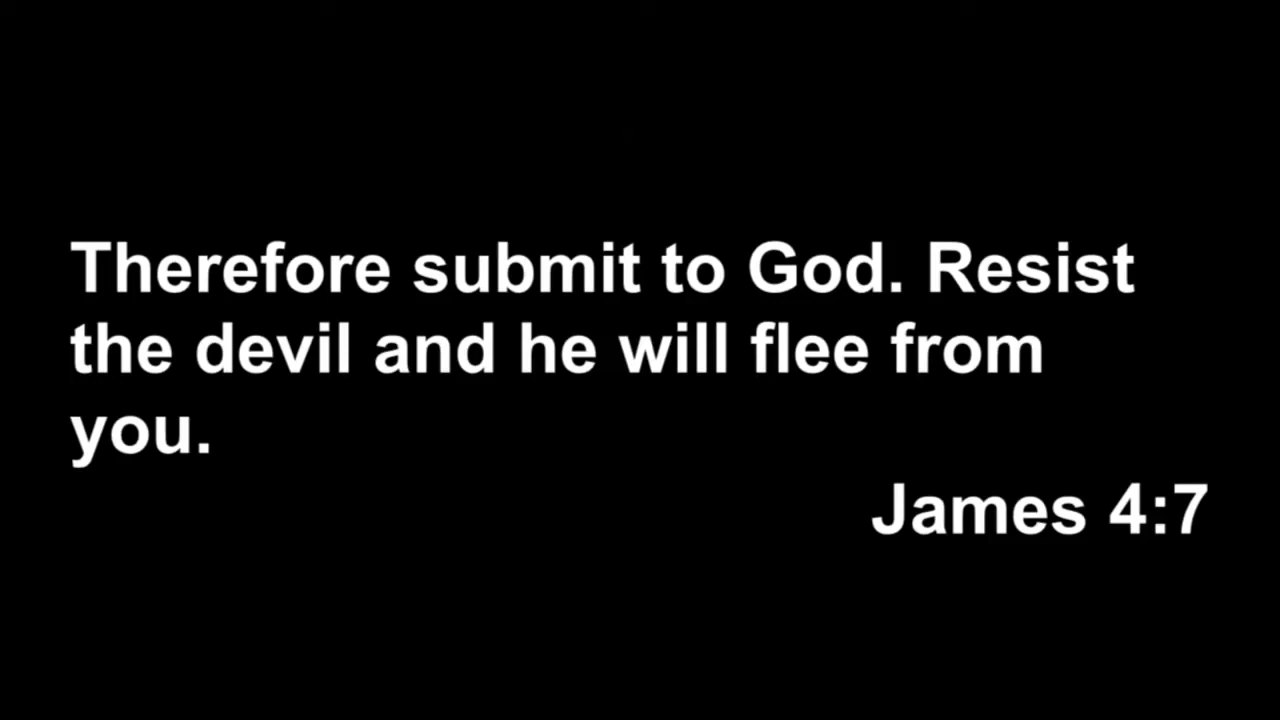 Therefore submit to God. Resist
the devil and he will flee from
you.
James 4:7